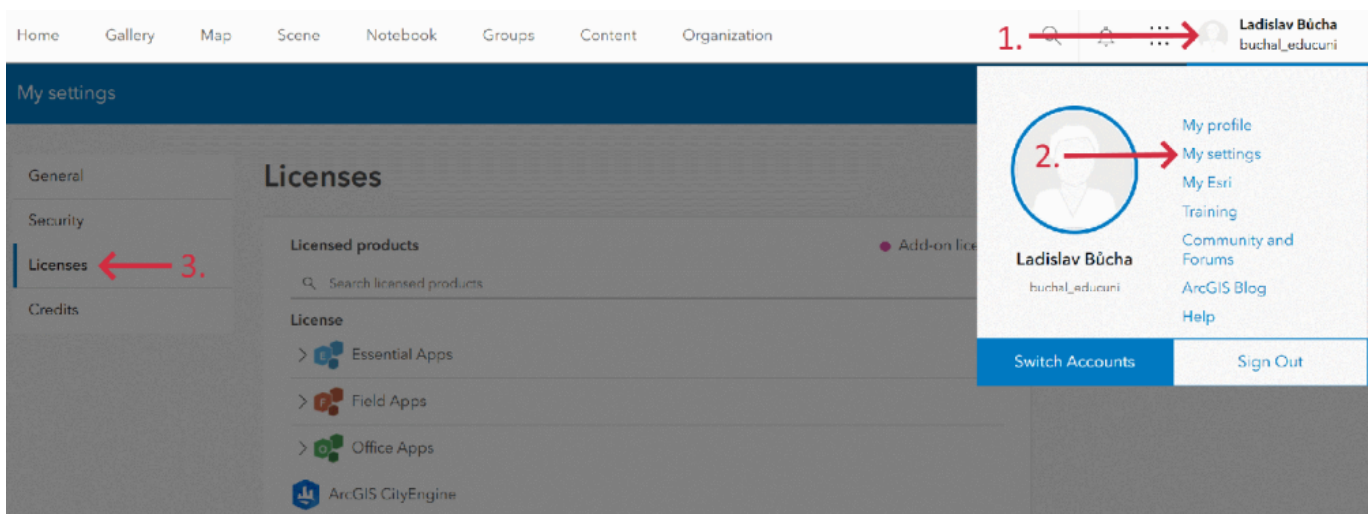 Home Gallery Map Scene Notebook Groups Content Organization
1.
Ladislav Bůcha
buchal_educuni
My settings
General
Security
Licenses
3.
Credits
Licenses
Licensed products
Add-on lice
Search licensed products
License
Essential Apps
Field Apps
Office Apps
ArcGIS CityEngine
2.
Ladislav Bůcha
buchal_educuni
My profile
My settings
My Esri
Training
Community and
Forums
ArcGIS Blog
Help
Switch Accounts
Sign Out